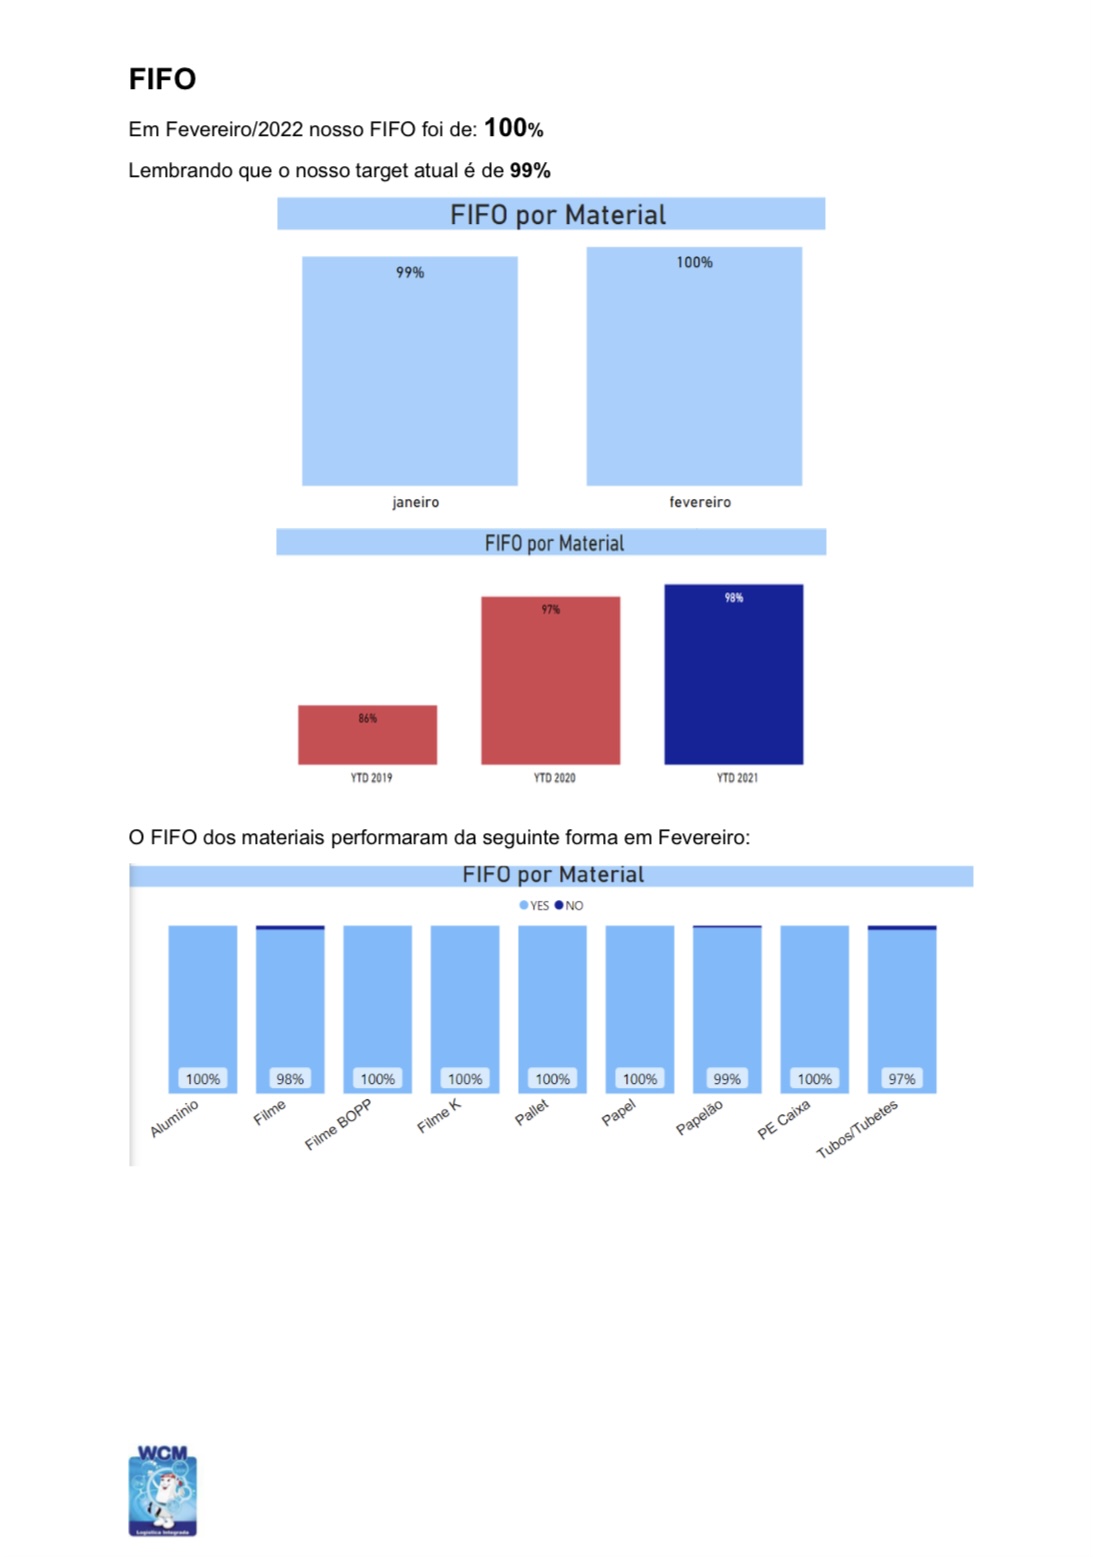 FIFO
Em Fevereiro/2022 nosso FIFO foi de: 100%
Lembrando que o nosso target atual é de 99%
FIFO por Material
99%
100%
janeiro
fevereiro
FIFO por Material
86%
97%
98%
YTD 2019
YTD 2020
YTD 2021
O FIFO dos materiais performaram da seguinte forma em Fevereiro:
FIFO por Material
YES NO
100% 98% 100% 100% 100% 100% 99% 100% 97%
Alumínio Filme Filme BOPP Filme K Pallet Papel Papelão PE Caixa Tubos/Tubetes
WCM
Logística Integrada